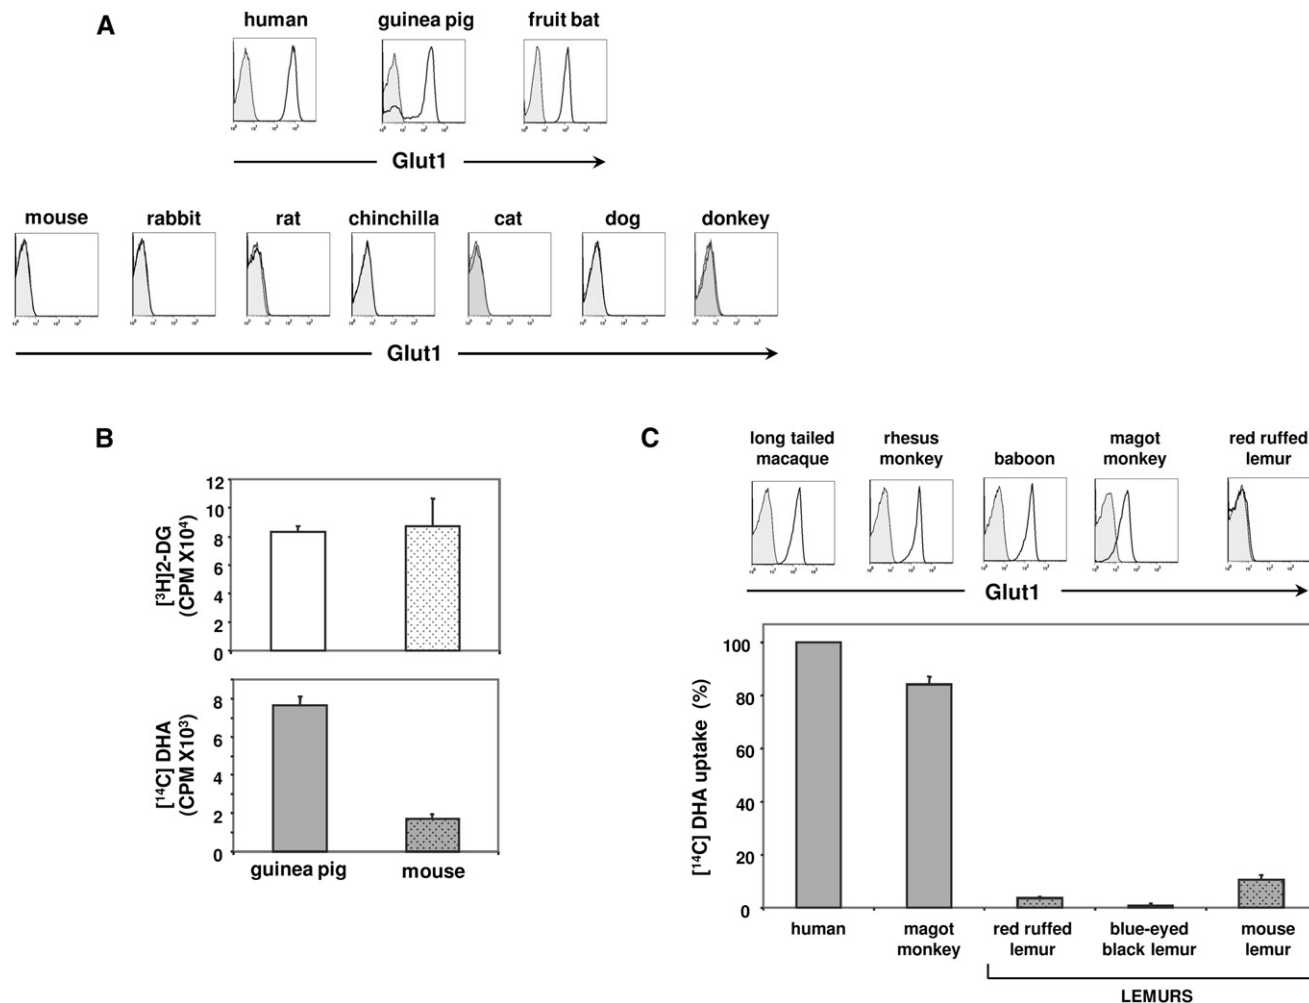 A
human guinea pig fruit bat
Glut1
mouse rabbit rat chinchilla cat dog donkey
Glut1
B
[³H]2-DG
(CPM X10⁴)
12
10
8
6
4
2
0
[¹⁴C] DHA
(CPM X10³)
8
6
4
2
0
guinea pig mouse
C
long tailed macaque
rhesus monkey
baboon
magot monkey
red ruffed lemur
Glut1
[¹⁴C] DHA uptake (%)
100
80
60
40
20
0
human
magot monkey
red ruffed lemur
blue-eyed black lemur
mouse lemur
LEMURS